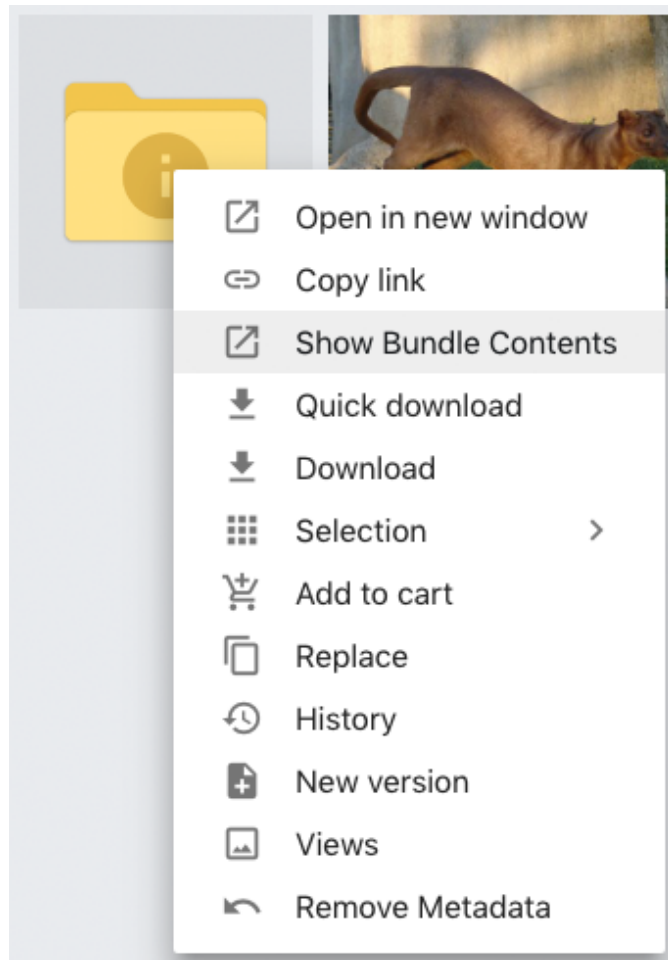 i
Open in new window
Copy link
Show Bundle Contents
Quick download
Download
Selection
Add to cart
Replace
History
New version
Views
Remove Metadata